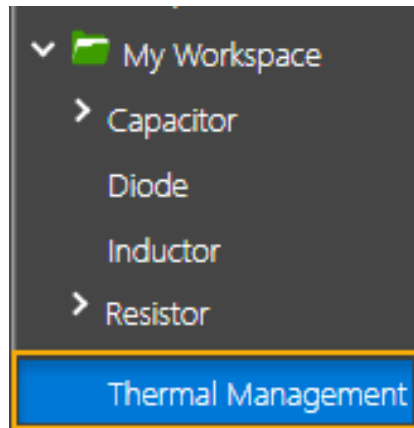 My Workspace
Capacitor
Diode
Inductor
Resistor
Thermal Management